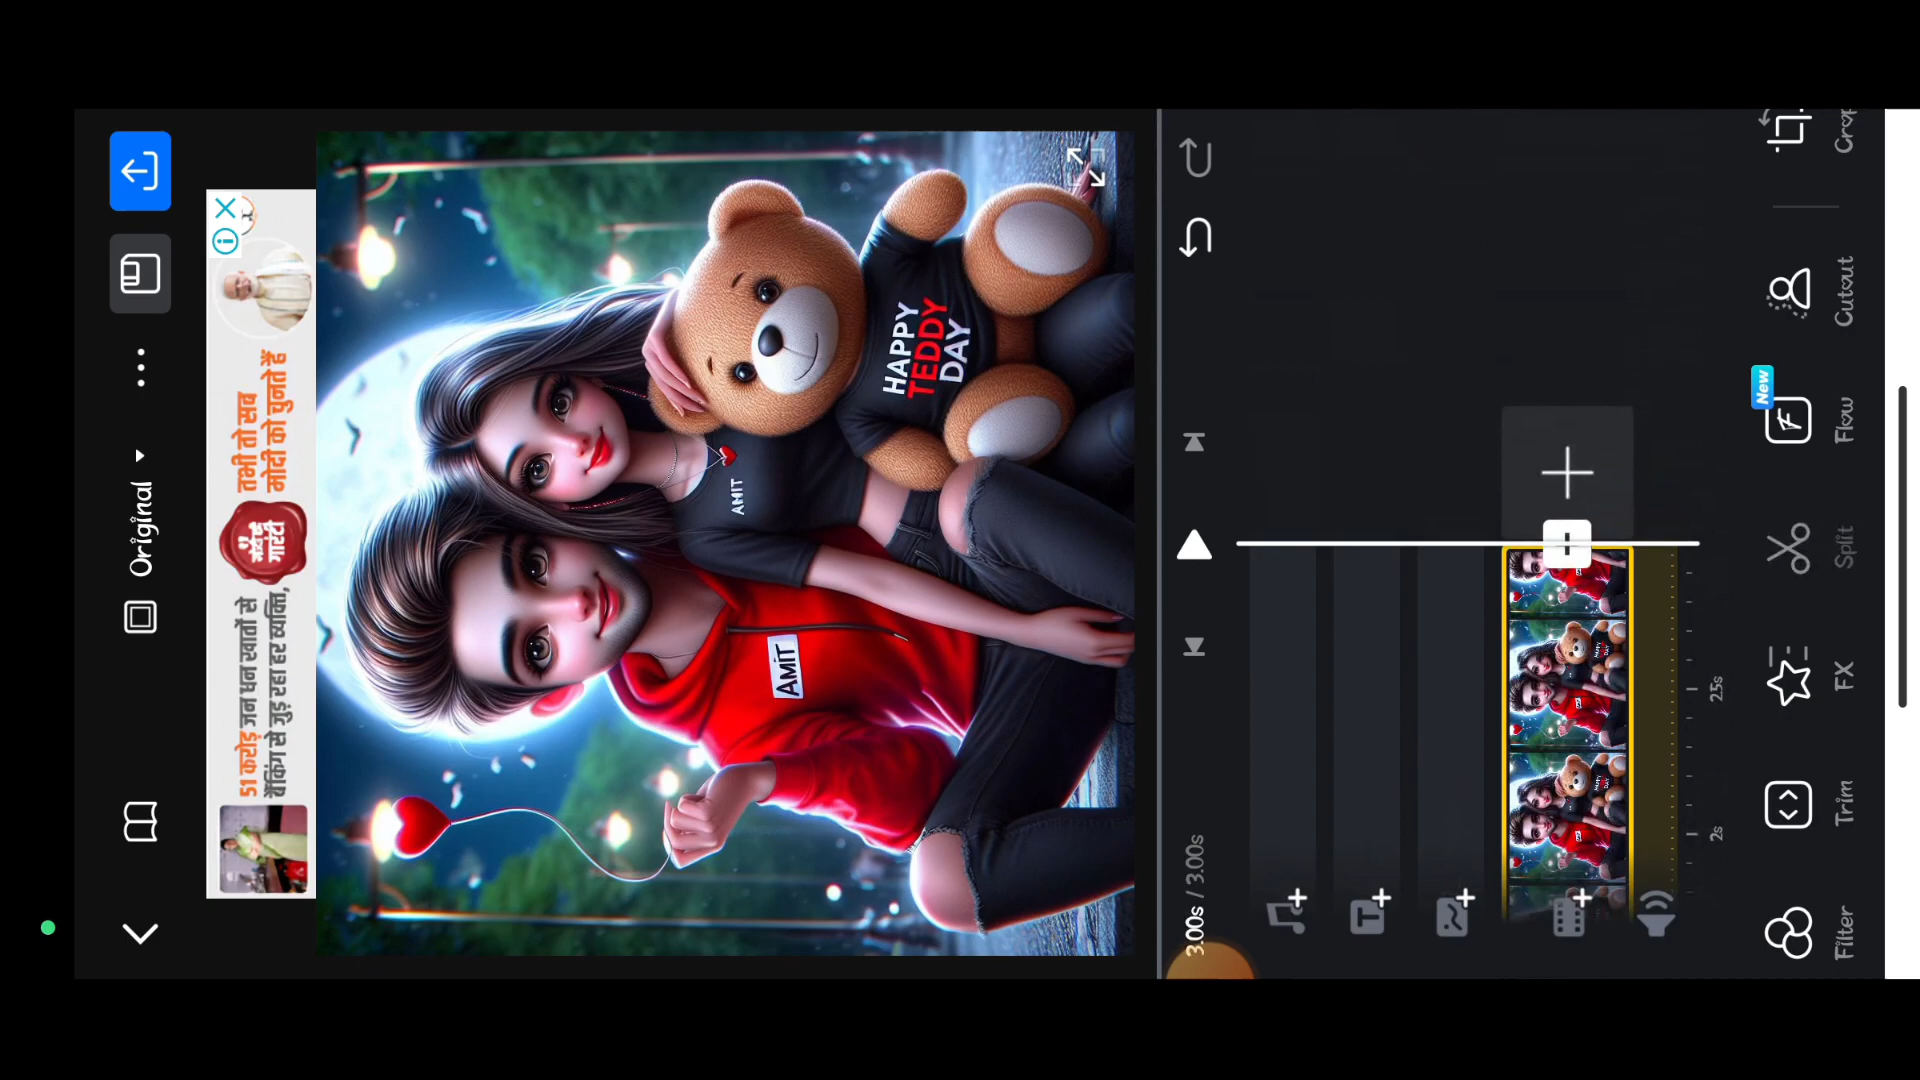 Original
51 करोड़ जन धन खातों से
बैंकिंग से जुड़ रहा हर व्यक्ति,
मोदी की
गारंटी
तभी तो सब
मोदी को चुनते हैं
HAPPY
TEDDY
DAY
AMIT
AMIT
3.00s / 3.00s
2s
2.5s
Filter
Trim
FX
Split
Flow
New
Cutout
Crop